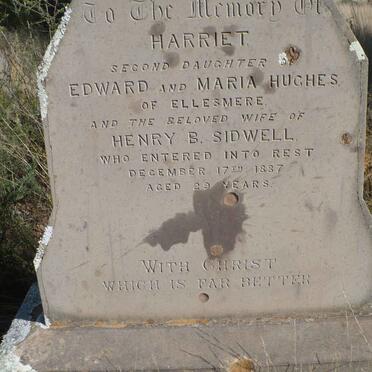 To The Memory Of
HARRIET
SECOND DAUGHTER OF
EDWARD AND MARIA HUGHES,
OF ELLESMERE,
AND THE BELOVED WIFE OF
HENRY B. SIDWELL,
WHO ENTERED INTO REST
DECEMBER 17TH 1887
AGED 29 YEARS.
WITH CHRIST
WHICH IS FAR BETTER